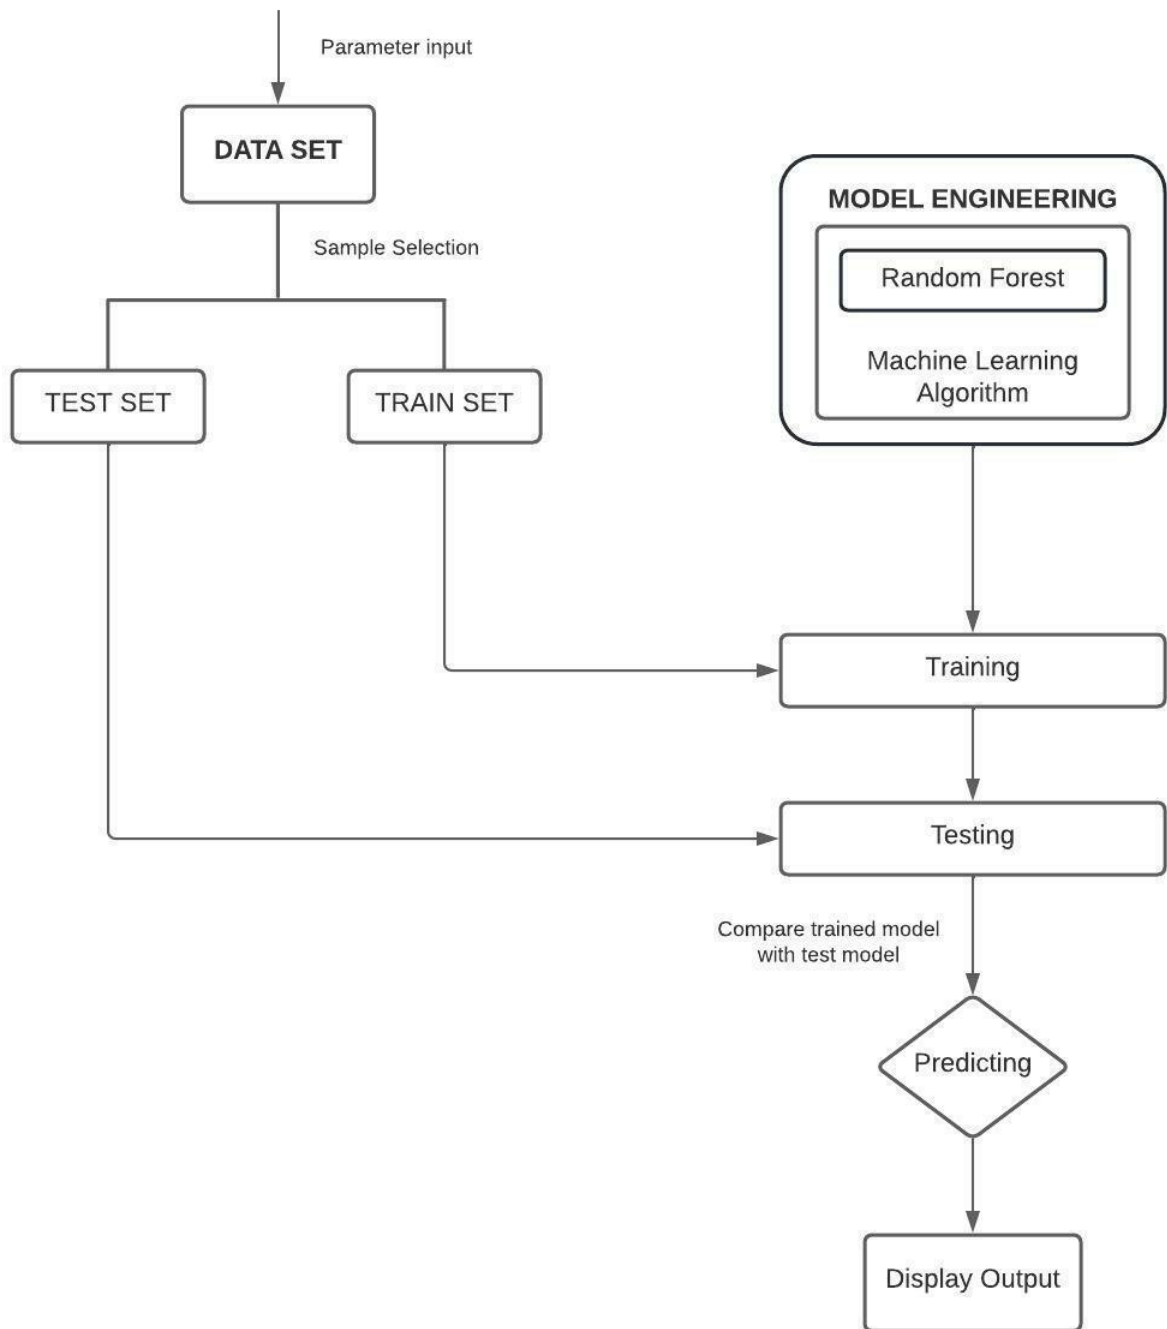 Parameter input
DATA SET
Sample Selection
TEST SET
TRAIN SET
MODEL ENGINEERING
Random Forest
Machine Learning
Algorithm
Training
Testing
Compare trained model
with test model
Predicting
Display Output